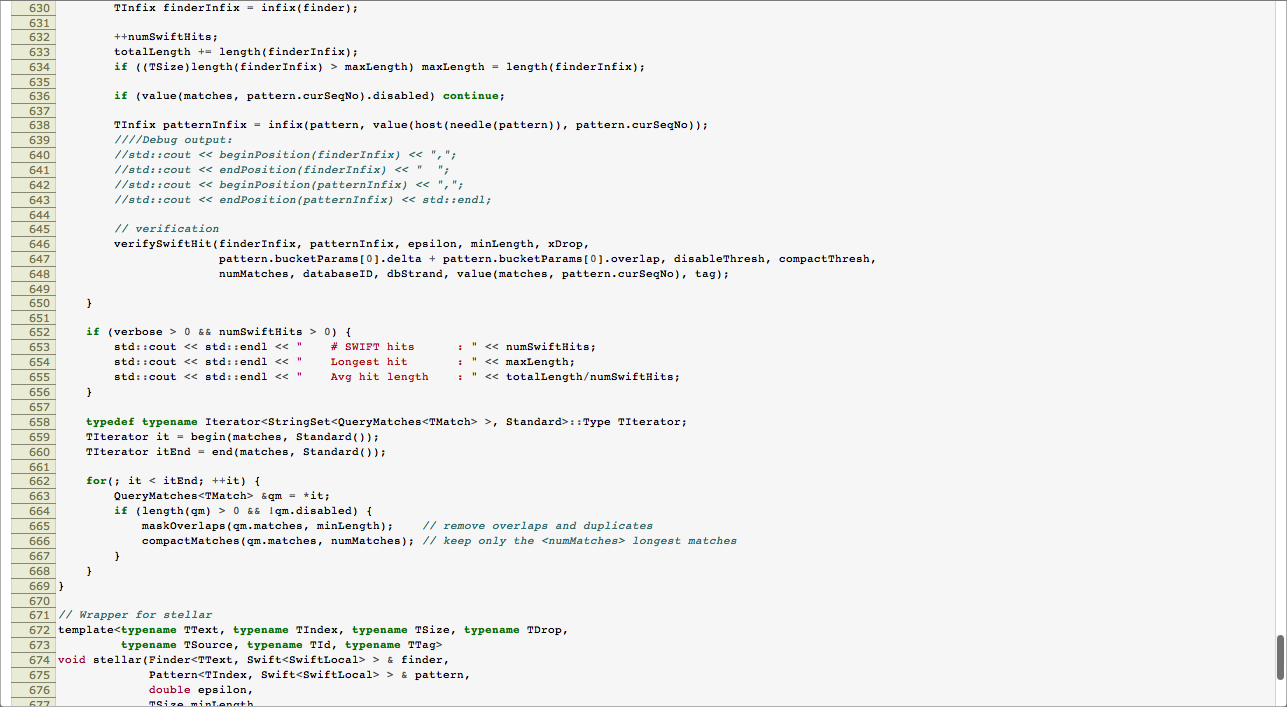 630 TInfix finderInfix = infix(finder);
631
632 ++numSwiftHits;
633 totalLength += length(finderInfix);
634 if ((TSize)length(finderInfix) > maxLength) maxLength = length(finderInfix);
635
636 if (value(matches, pattern.curSeqNo).disabled) continue;
637
638 TInfix patternInfix = infix(pattern, value(host(needle(pattern)), pattern.curSeqNo));
639 ////Debug output:
640 //std::cout << beginPosition(finderInfix) << ",";
641 //std::cout << endPosition(finderInfix) << "  ";
642 //std::cout << beginPosition(patternInfix) << ",";
643 //std::cout << endPosition(patternInfix) << std::endl;
644
645 // verification
646 verifySwiftHit(finderInfix, patternInfix, epsilon, minLength, xDrop,
647 pattern.bucketParams[0].delta + pattern.bucketParams[0].overlap, disableThresh, compactThresh,
648 numMatches, databaseID, dbStrand, value(matches, pattern.curSeqNo), tag);
649
650 }
651
652 if (verbose > 0 && numSwiftHits > 0) {
653 std::cout << std::endl << "    # SWIFT hits      : " << numSwiftHits;
654 std::cout << std::endl << "    Longest hit       : " << maxLength;
655 std::cout << std::endl << "    Avg hit length    : " << totalLength/numSwiftHits;
656 }
657
658 typedef typename Iterator<StringSet<QueryMatches<TMatch> >, Standard>::Type TIterator;
659 TIterator it = begin(matches, Standard());
660 TIterator itEnd = end(matches, Standard());
661
662 for(; it < itEnd; ++it) {
663 QueryMatches<TMatch> &qm = *it;
664 if (length(qm) > 0 && !qm.disabled) {
665 maskOverlaps(qm.matches, minLength);    // remove overlaps and duplicates
666 compactMatches(qm.matches, numMatches); // keep only the <numMatches> longest matches
667 }
668 }
669 }
670
671 // Wrapper for stellar
672 template<typename TText, typename TIndex, typename TSize, typename TDrop,
673 typename TSource, typename TId, typename TTag>
674 void stellar(Finder<TText, Swift<SwiftLocal> > & finder,
675 Pattern<TIndex, Swift<SwiftLocal> > & pattern,
676 double epsilon,
677 TSize minLength